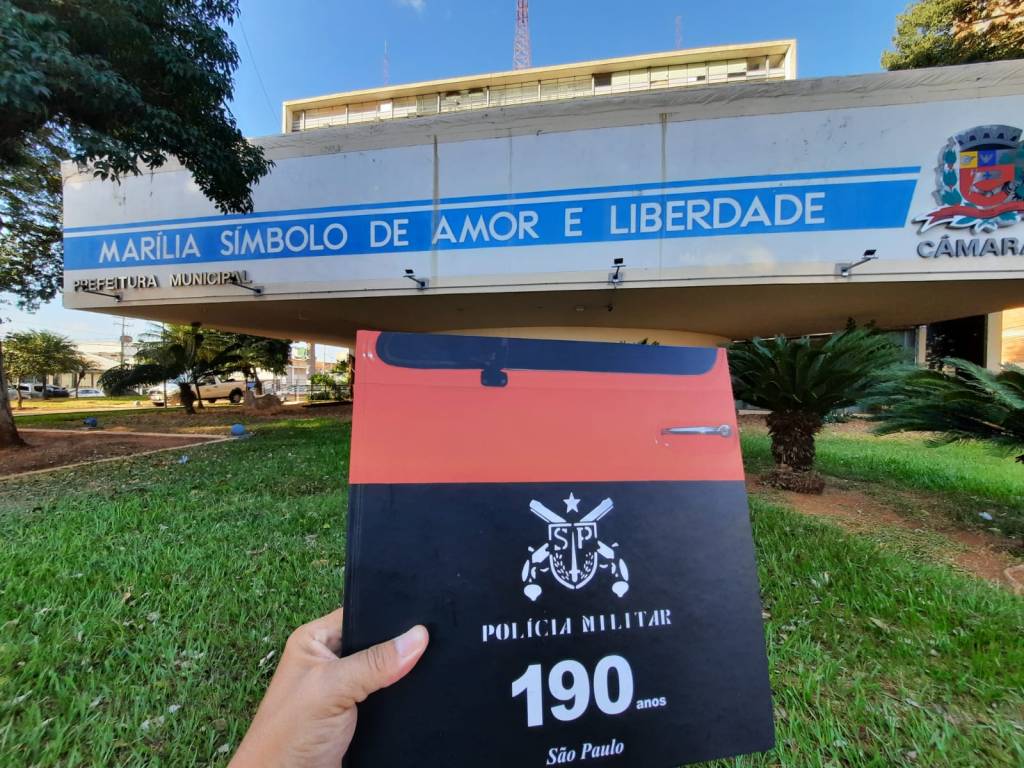 MARÍLIA SÍMBOLO DE AMOR E LIBERDADE
PREFEITURA MUNICIPAL
CÂMARA
SP
POLÍCIA MILITAR
190 anos
São Paulo